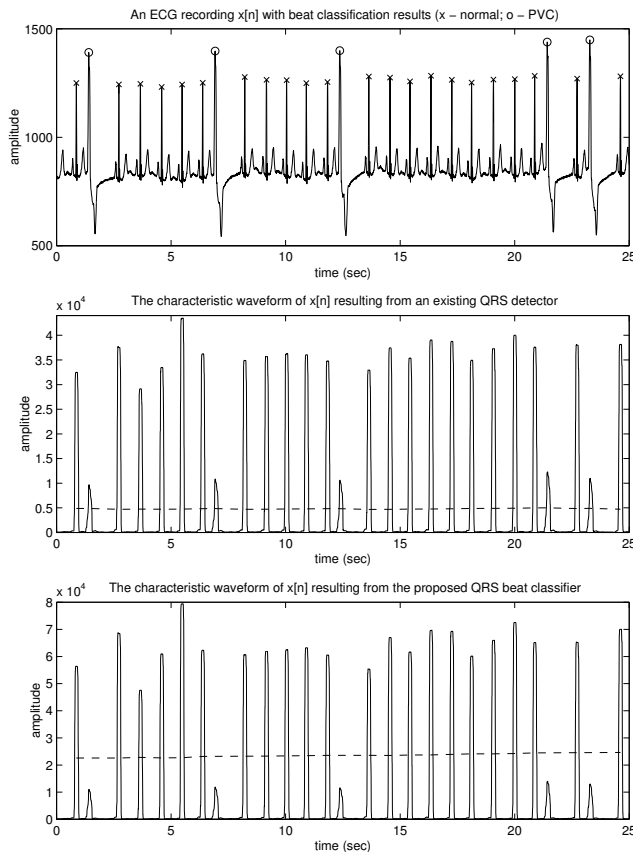 An ECG recording x[n] with beat classification results (x − normal; o − PVC)
1500
1000
500
amplitude
0 5 10 15 20 25
time (sec)
x 10^4
The characteristic waveform of x[n] resulting from an existing QRS detector
4
3.5
3
2.5
2
1.5
1
0.5
0
amplitude
0 5 10 15 20 25
time (sec)
x 10^4
The characteristic waveform of x[n] resulting from the proposed QRS beat classifier
8
7
6
5
4
3
2
1
0
amplitude
0 5 10 15 20 25
time (sec)